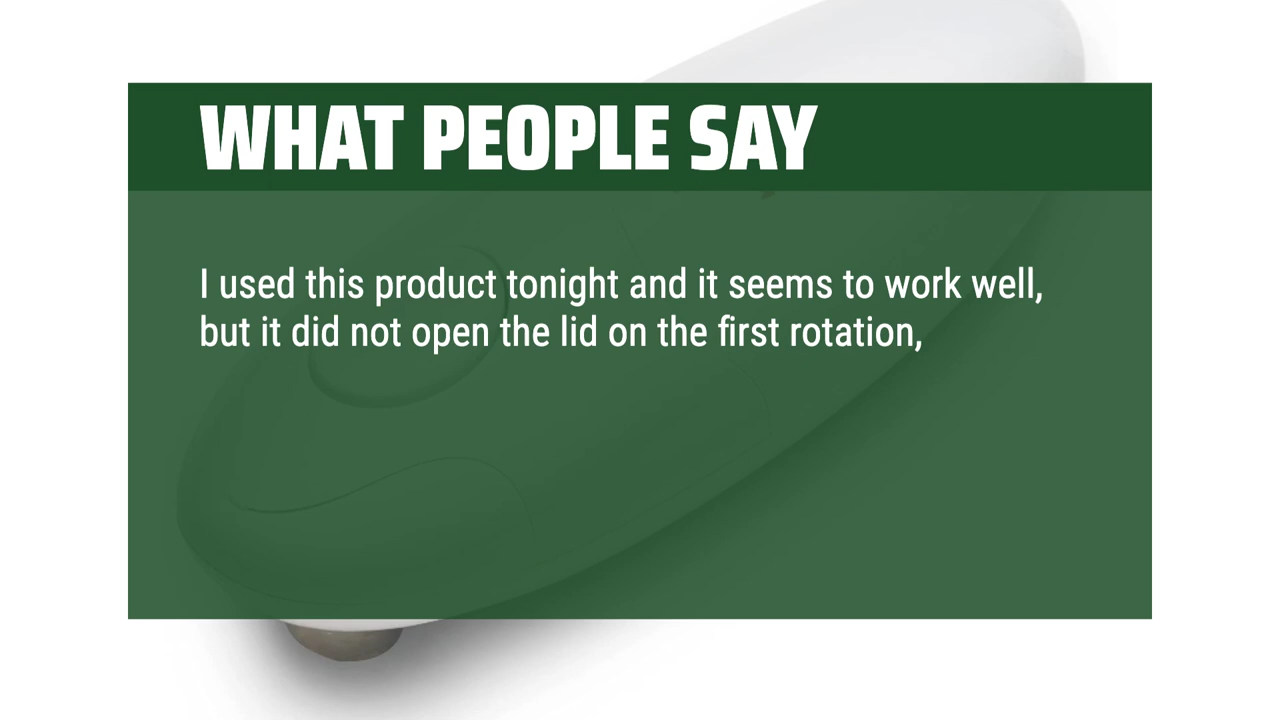 WHAT PEOPLE SAY
I used this product tonight and it seems to work well,
but it did not open the lid on the first rotation,